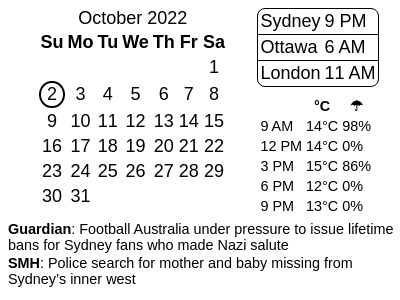 October 2022
Su Mo Tu We Th Fr Sa
1
2 3 4 5 6 7 8
9 10 11 12 13 14 15
16 17 18 19 20 21 22
23 24 25 26 27 28 29
30 31
Sydney 9 PM
Ottawa 6 AM
London 11 AM
°C ☂
9 AM 14°C 98%
12 PM 14°C 0%
3 PM 15°C 86%
6 PM 12°C 0%
9 PM 13°C 0%
Guardian: Football Australia under pressure to issue lifetime
bans for Sydney fans who made Nazi salute
SMH: Police search for mother and baby missing from
Sydney’s inner west